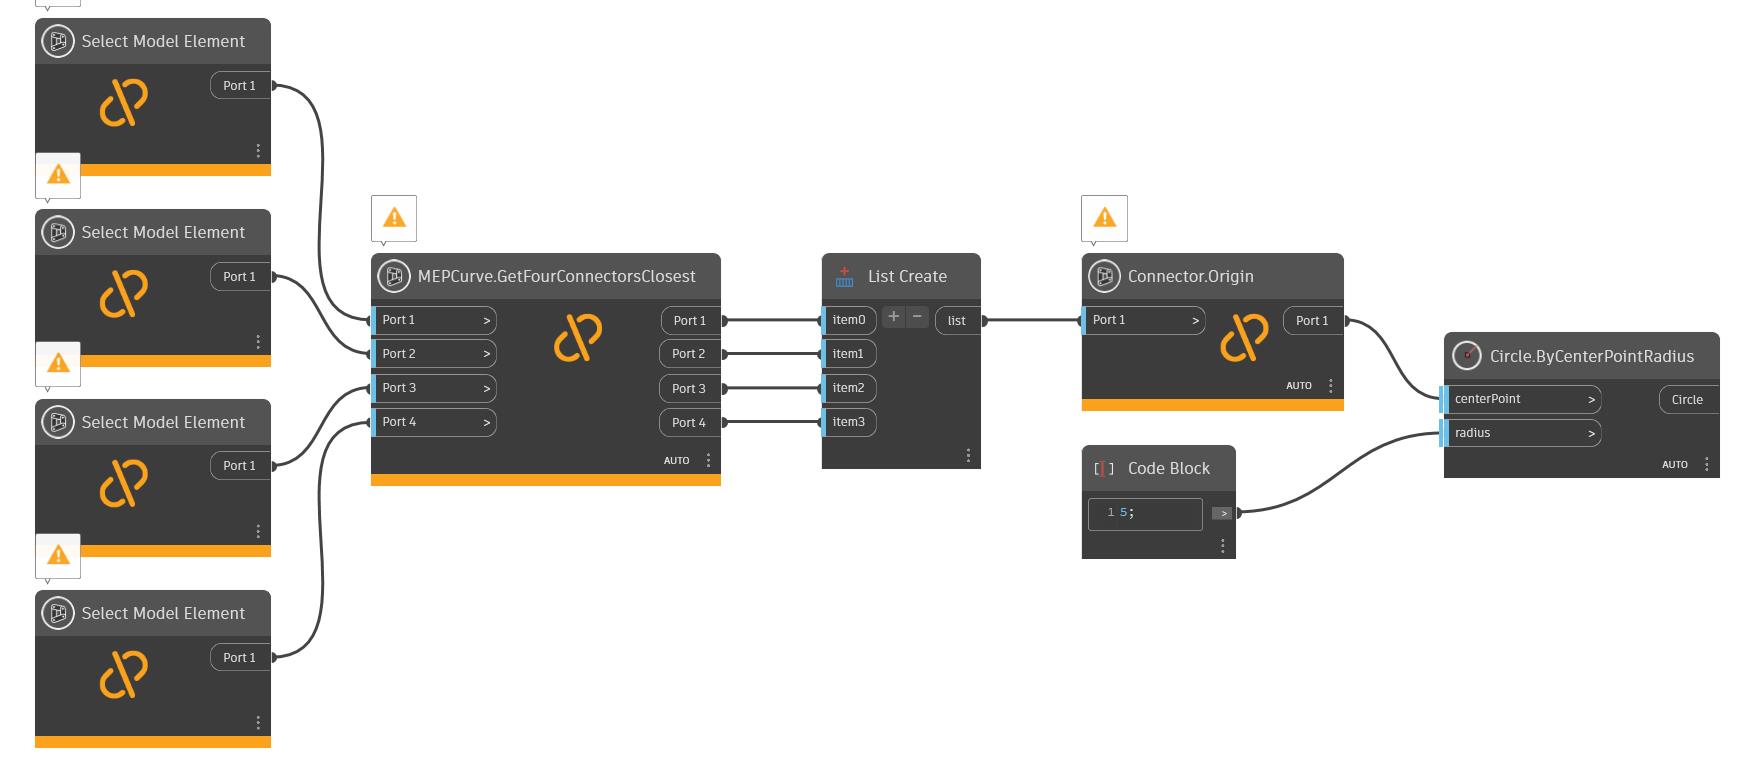 Select Model Element
Port 1
Select Model Element
Port 1
Select Model Element
Port 1
Select Model Element
Port 1
MEPCurve.GetFourConnectorsClosest
Port 1 > Port 1
Port 2 > Port 2
Port 3 > Port 3
Port 4 > Port 4
AUTO
List Create
item0 + − list
item1
item2
item3
Connector.Origin
Port 1 > Port 1
AUTO
Code Block
1 5; >
Circle.ByCenterPointRadius
centerPoint > Circle
radius >
AUTO